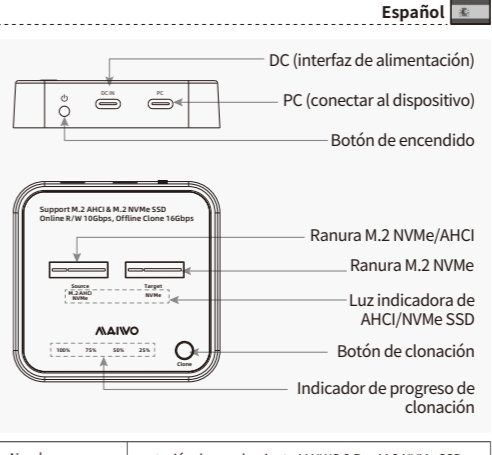 Español
DC (interfaz de alimentación)
DC IN
PC
PC (conectar al dispositivo)
Botón de encendido
Support M.2 AHCI & M.2 NVMe SSD
Online R/W 10Gbps, Offline Clone 16Gbps
Ranura M.2 NVMe/AHCI
Ranura M.2 NVMe
Source
Target
M.2 AHCI
NVMe
NVMe
Luz indicadora de
AHCI/NVMe SSD
MAIWO
100% 75% 50% 25%
Clone
Botón de clonación
Indicador de progreso de
clonación